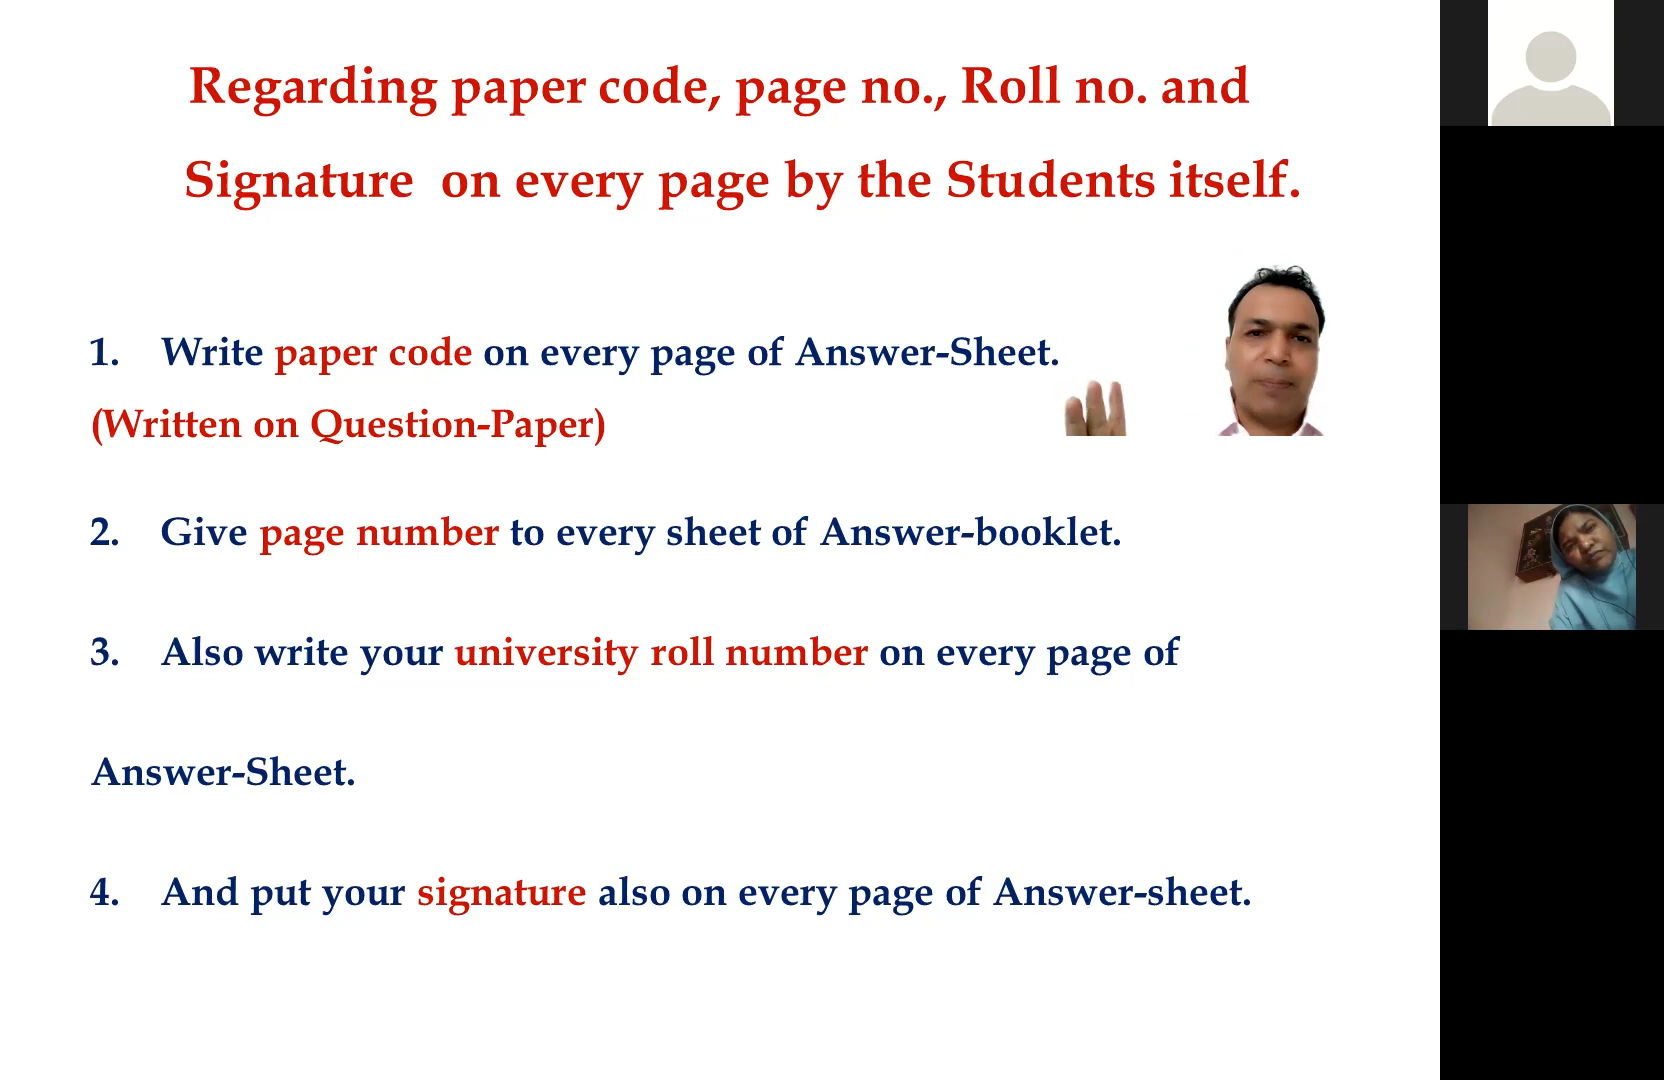 Regarding paper code, page no., Roll no. and
Signature on every page by the Students itself.
1. Write paper code on every page of Answer-Sheet.
(Written on Question-Paper)
2. Give page number to every sheet of Answer-booklet.
3. Also write your university roll number on every page of
Answer-Sheet.
4. And put your signature also on every page of Answer-sheet.